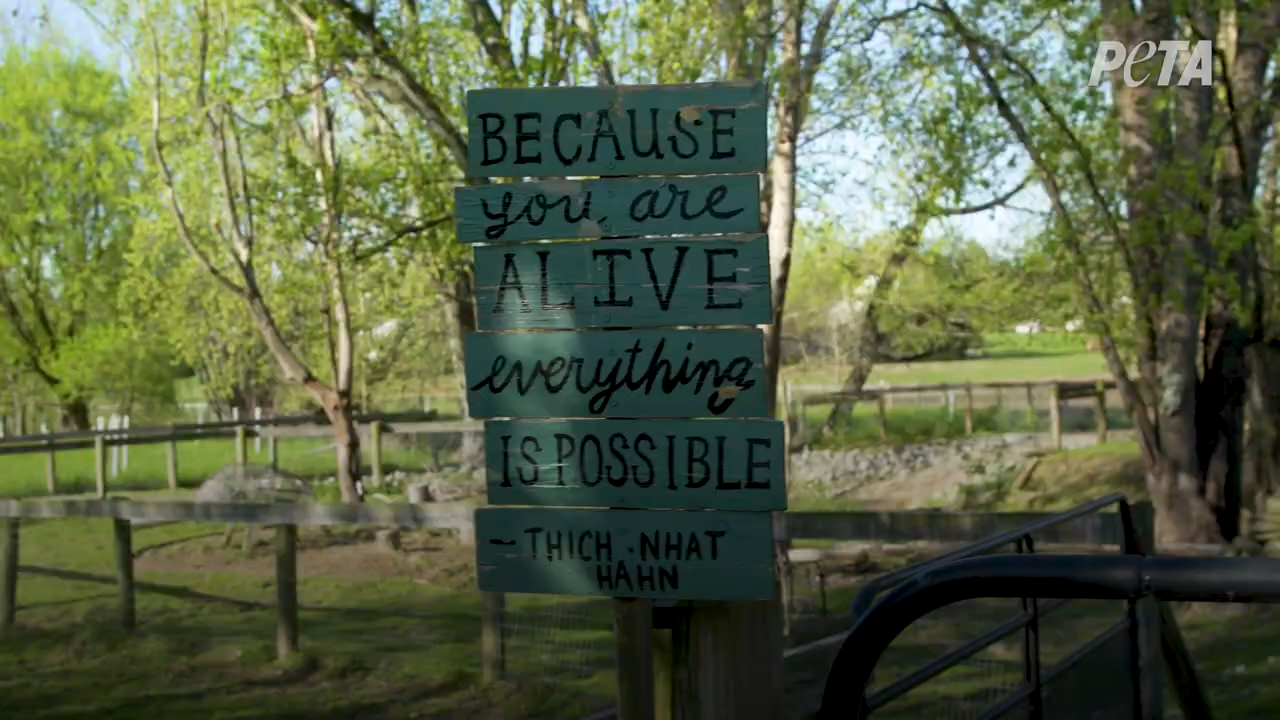 PETA
BECAUSE
you are
ALIVE
everything
IS POSSIBLE
- THICH NHAT
HAHN